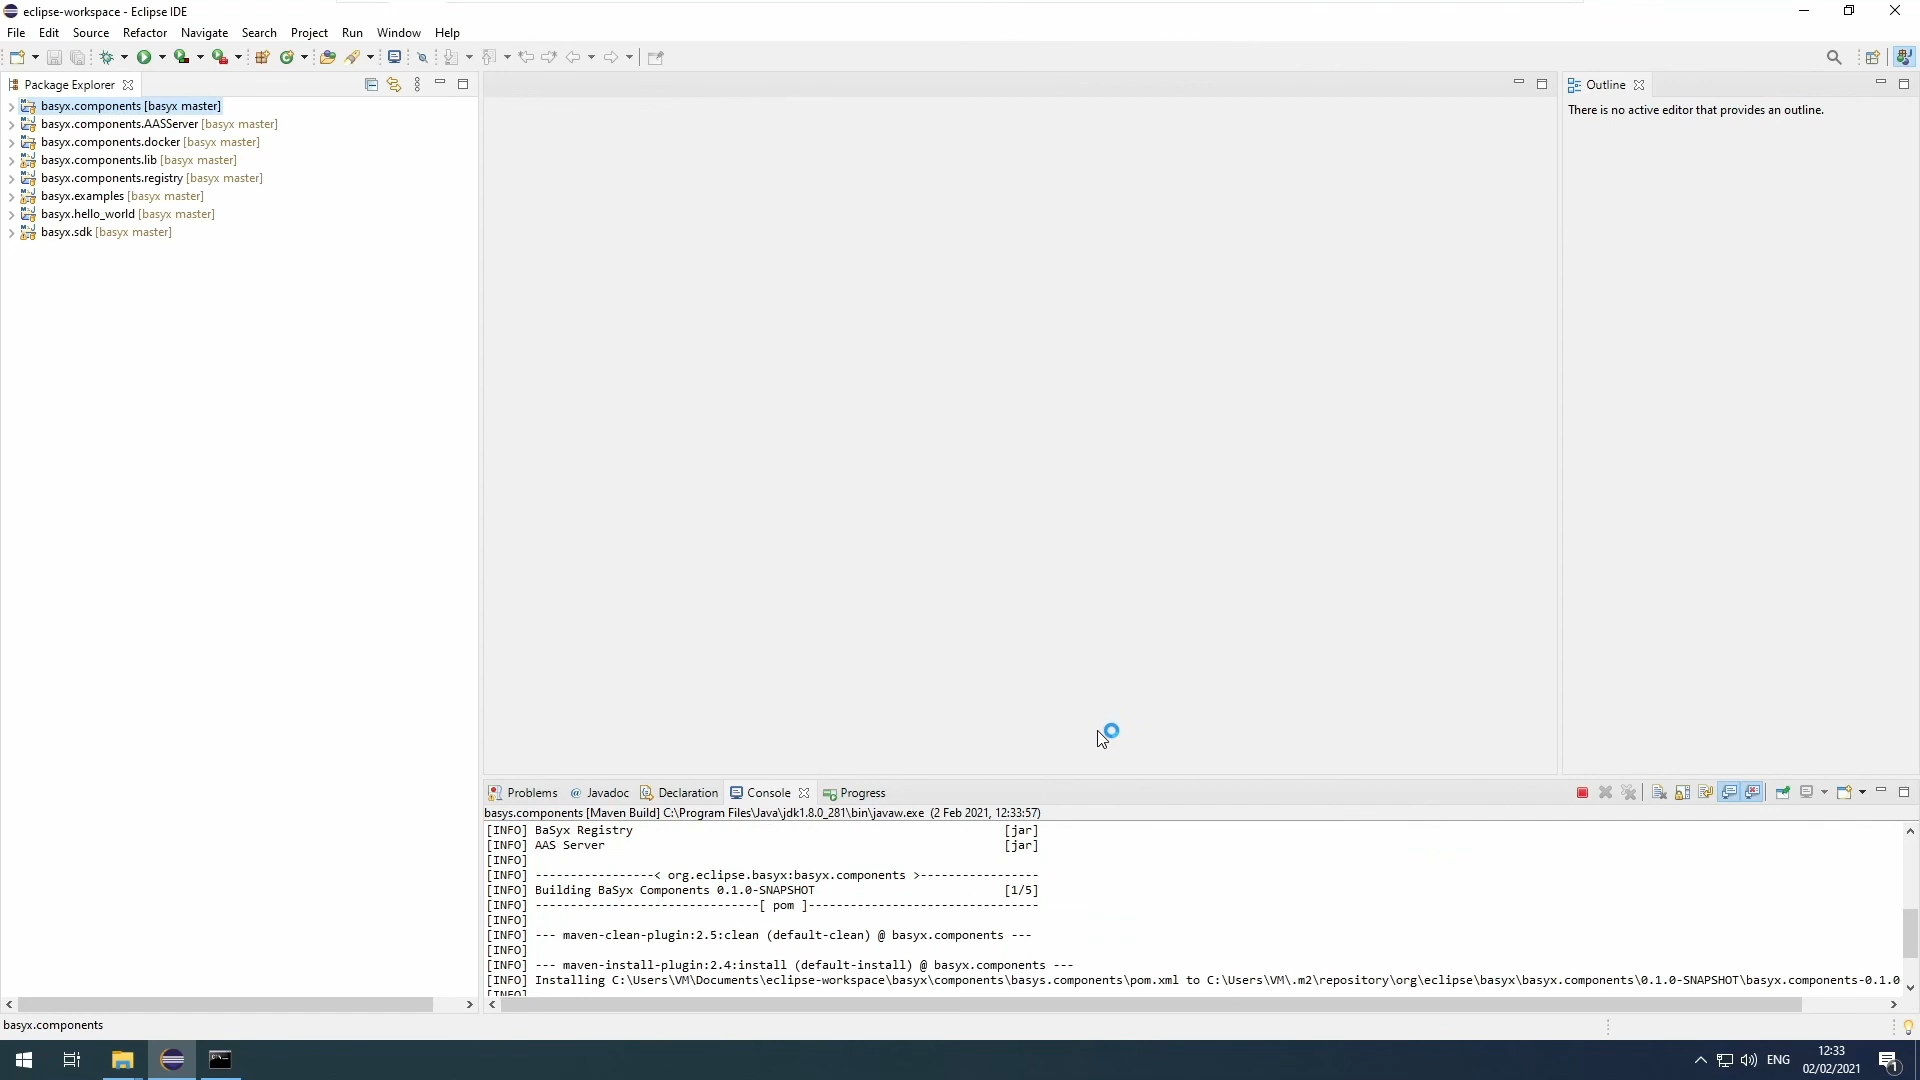 eclipse-workspace - Eclipse IDE
File Edit Source Refactor Navigate Search Project Run Window Help
Package Explorer
basyx.components [basyx master]
basyx.components.AASServer [basyx master]
basyx.components.docker [basyx master]
basyx.components.lib [basyx master]
basyx.components.registry [basyx master]
basyx.examples [basyx master]
basyx.hello_world [basyx master]
basyx.sdk [basyx master]
Outline
There is no active editor that provides an outline.
Problems Javadoc Declaration Console Progress
basys.components [Maven Build] C:\Program Files\Java\jdk1.8.0_281\bin\javaw.exe (2 Feb 2021, 12:33:57)
[INFO] BaSyx Registry [jar]
[INFO] AAS Server [jar]
[INFO]
[INFO] -----------------< org.eclipse.basyx:basyx.components >-----------------
[INFO] Building BaSyx Components 0.1.0-SNAPSHOT [1/5]
[INFO] --------------------------------[ pom ]---------------------------------
[INFO]
[INFO] --- maven-clean-plugin:2.5:clean (default-clean) @ basyx.components ---
[INFO]
[INFO] --- maven-install-plugin:2.4:install (default-install) @ basyx.components ---
[INFO] Installing C:\Users\VM\Documents\eclipse-workspace\basyx\components\basys.components\pom.xml to C:\Users\VM\.m2\repository\org\eclipse\basyx\basyx.components\0.1.0-SNAPSHOT\basyx.components-0.1.0
[INFO]
basyx.components
ENG
12:33
02/02/2021
1